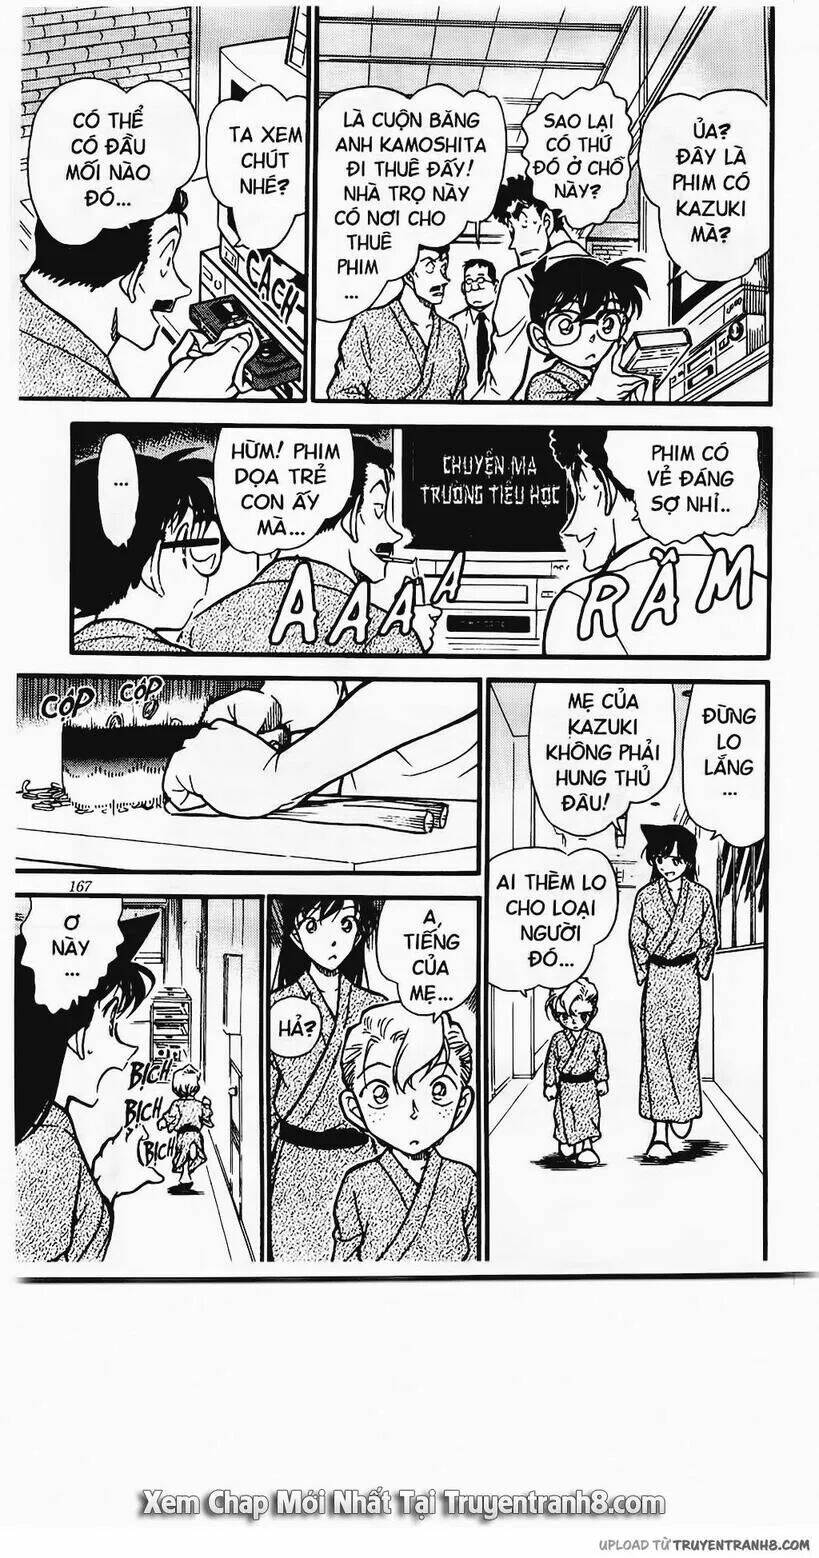 ỦA?
ĐÂY LÀ
PHIM CÓ
KAZUKI
MÀ?
SAO LẠI
CÓ THỨ
ĐÓ Ở CHỖ
NÀY?
LÀ CUỘN BĂNG
ANH KAMOSHITA
ĐI THUÊ ĐẤY!
NHÀ TRỌ NÀY
CÓ NƠI CHO
THUÊ
PHIM
...
TA XEM
CHÚT
NHÉ?
CÓ THỂ
CÓ ĐẦU
MỐI NÀO
ĐÓ...
CẠCH
PHIM CÓ
VẺ ĐÁNG
SỢ NHỈ..
RẦM
CHUYỆN MA
TRƯỜNG TIỂU HỌC
HỪM! PHIM
DỌA TRẺ
CON ẤY
MÀ...
AAAA
...
ĐỪNG
LO
LẮNG
...
MẸ CỦA
KAZUKI
KHÔNG PHẢI
HUNG THỦ
ĐÂU!
AI THÈM LO
CHO LOẠI
NGƯỜI
ĐÓ...
CỘP CỘP
167
A,
TIẾNG
CỦA
MẸ...
HẢ?
Ơ
NÀY
...
BỊCH
BỊCH
BỊCH
Xem Chap Mới Nhất Tại Truyentranh8.com
UPLOAD TỪ TRUYENTRANH8.COM